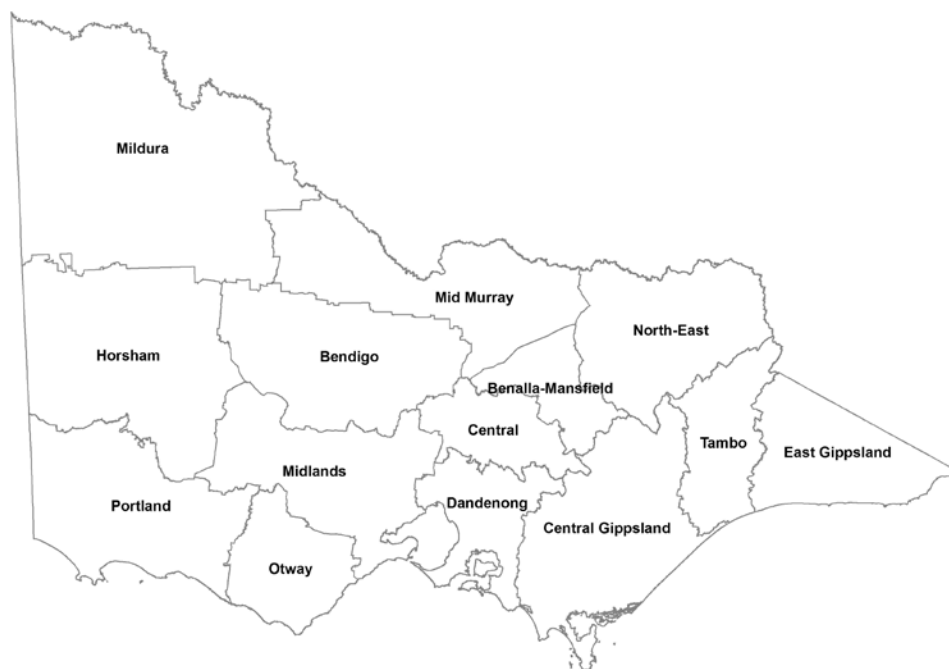 Mildura
Mid Murray
North-East
Horsham
Bendigo
Benalla-Mansfield
Central
Tambo
East Gippsland
Midlands
Portland
Dandenong
Central Gippsland
Otway